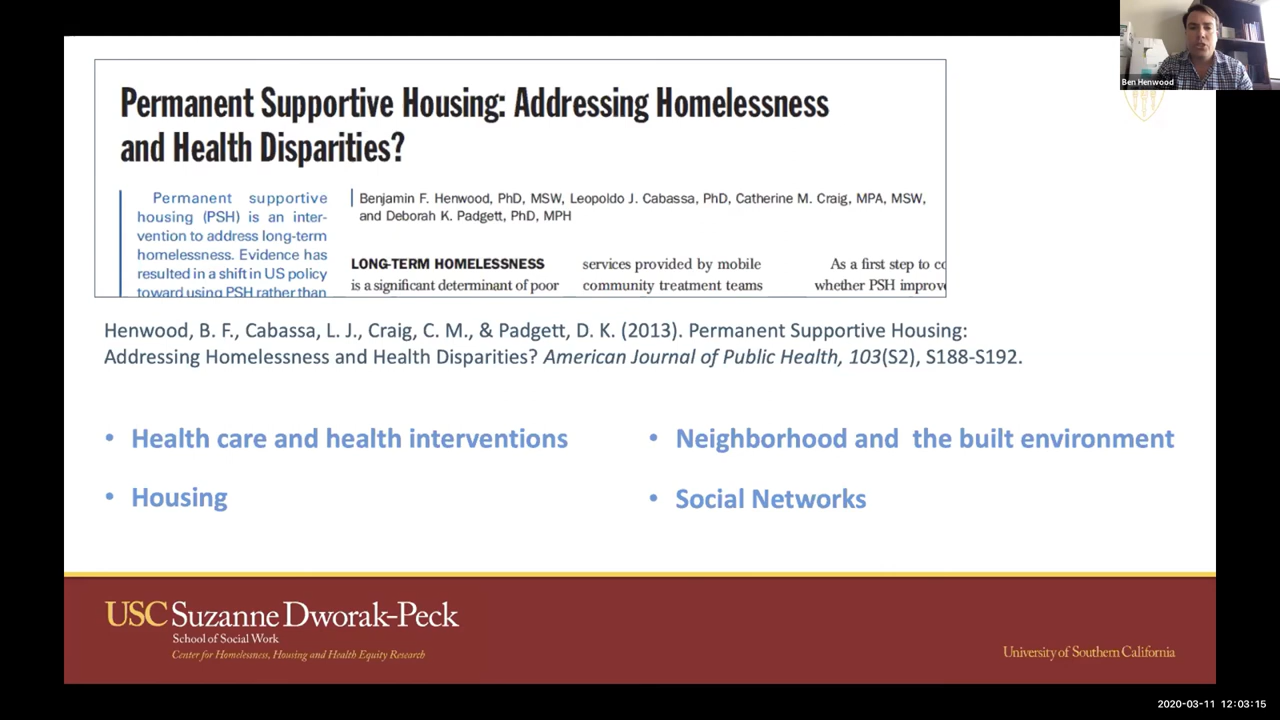 Ben Henwood
Permanent Supportive Housing: Addressing Homelessness
and Health Disparities?
Permanent supportive
housing (PSH) is an inter-
vention to address long-term
homelessness. Evidence has
resulted in a shift in US policy
toward using PSH rather than
Benjamin F. Henwood, PhD, MSW, Leopoldo J. Cabassa, PhD, Catherine M. Craig, MPA, MSW,
and Deborah K. Padgett, PhD, MPH
LONG-TERM HOMELESSNESS
is a significant determinant of poor
services provided by mobile
community treatment teams
As a first step to co
whether PSH improv
Henwood, B. F., Cabassa, L. J., Craig, C. M., & Padgett, D. K. (2013). Permanent Supportive Housing:
Addressing Homelessness and Health Disparities? American Journal of Public Health, 103(S2), S188-S192.
• Health care and health interventions
• Housing
• Neighborhood and the built environment
• Social Networks
USC Suzanne Dworak-Peck
School of Social Work
Center for Homelessness, Housing and Health Equity Research
University of Southern California
2020-03-11 12:03:15